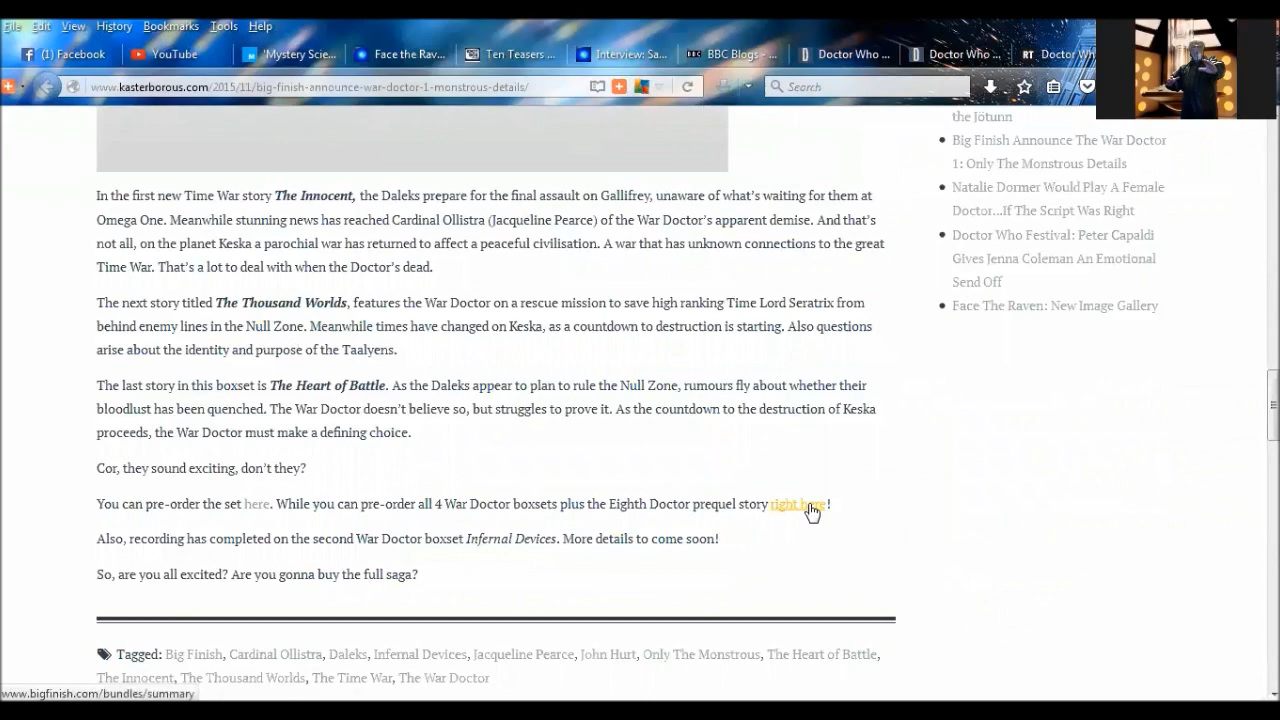 File Edit View History Bookmarks Tools Help
(1) Facebook YouTube 'Mystery Scie... Face the Rav... Ten Teasers ... Interview: Sa... BBC BBC Blogs - ... Doctor Who ... Doctor Who ... RT Doctor W
www.kasterborous.com/2015/11/big-finish-announce-war-doctor-1-monstrous-details/ Search
the Jötunn
Big Finish Announce The War Doctor
1: Only The Monstrous Details
Natalie Dormer Would Play A Female
Doctor...If The Script Was Right
Doctor Who Festival: Peter Capaldi
Gives Jenna Coleman An Emotional
Send Off
Face The Raven: New Image Gallery
In the first new Time War story The Innocent, the Daleks prepare for the final assault on Gallifrey, unaware of what's waiting for them at
Omega One. Meanwhile stunning news has reached Cardinal Ollistra (Jacqueline Pearce) of the War Doctor's apparent demise. And that's
not all, on the planet Keska a parochial war has returned to affect a peaceful civilisation. A war that has unknown connections to the great
Time War. That's a lot to deal with when the Doctor's dead.
The next story titled The Thousand Worlds, features the War Doctor on a rescue mission to save high ranking Time Lord Seratrix from
behind enemy lines in the Null Zone. Meanwhile times have changed on Keska, as a countdown to destruction is starting. Also questions
arise about the identity and purpose of the Taalyens.
The last story in this boxset is The Heart of Battle. As the Daleks appear to plan to rule the Null Zone, rumours fly about whether their
bloodlust has been quenched. The War Doctor doesn't believe so, but struggles to prove it. As the countdown to the destruction of Keska
proceeds, the War Doctor must make a defining choice.
Cor, they sound exciting, don't they?
You can pre-order the set here. While you can pre-order all 4 War Doctor boxsets plus the Eighth Doctor prequel story right here!
Also, recording has completed on the second War Doctor boxset Infernal Devices. More details to come soon!
So, are you all excited? Are you gonna buy the full saga?
Tagged: Big Finish, Cardinal Ollistra, Daleks, Infernal Devices, Jacqueline Pearce, John Hurt, Only The Monstrous, The Heart of Battle,
The Innocent, The Thousand Worlds, The Time War, The War Doctor
www.bigfinish.com/bundles/summary